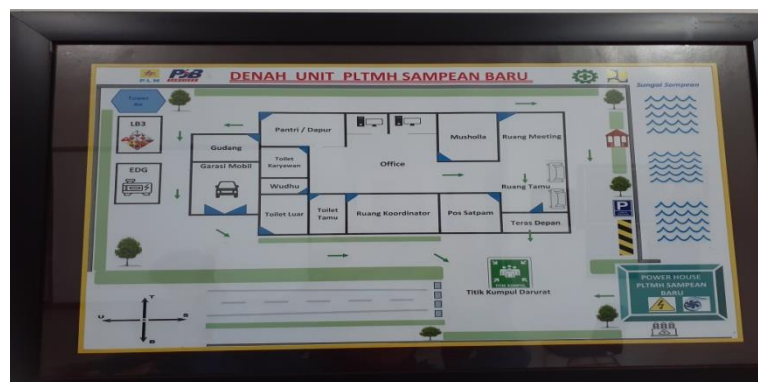 PLN
PJB
DENAH UNIT PLTMH SAMPEAN BARU
Sungai Sampean
LB3
Pantri / Dapur
Musholla
Ruang Meeting
Gudang
Office
Toilet
Karyawan
EDG
Garasi Mobil
Wudhu
Ruang Tamu
P
Toilet Luar
Toilet
Tamu
Ruang Koordinator
Pos Satpam
Teras Depan
Titik Kumpul Darurat
POWER HOUSE
PLTMH SAMPEAN
BARU
T
U
S
B